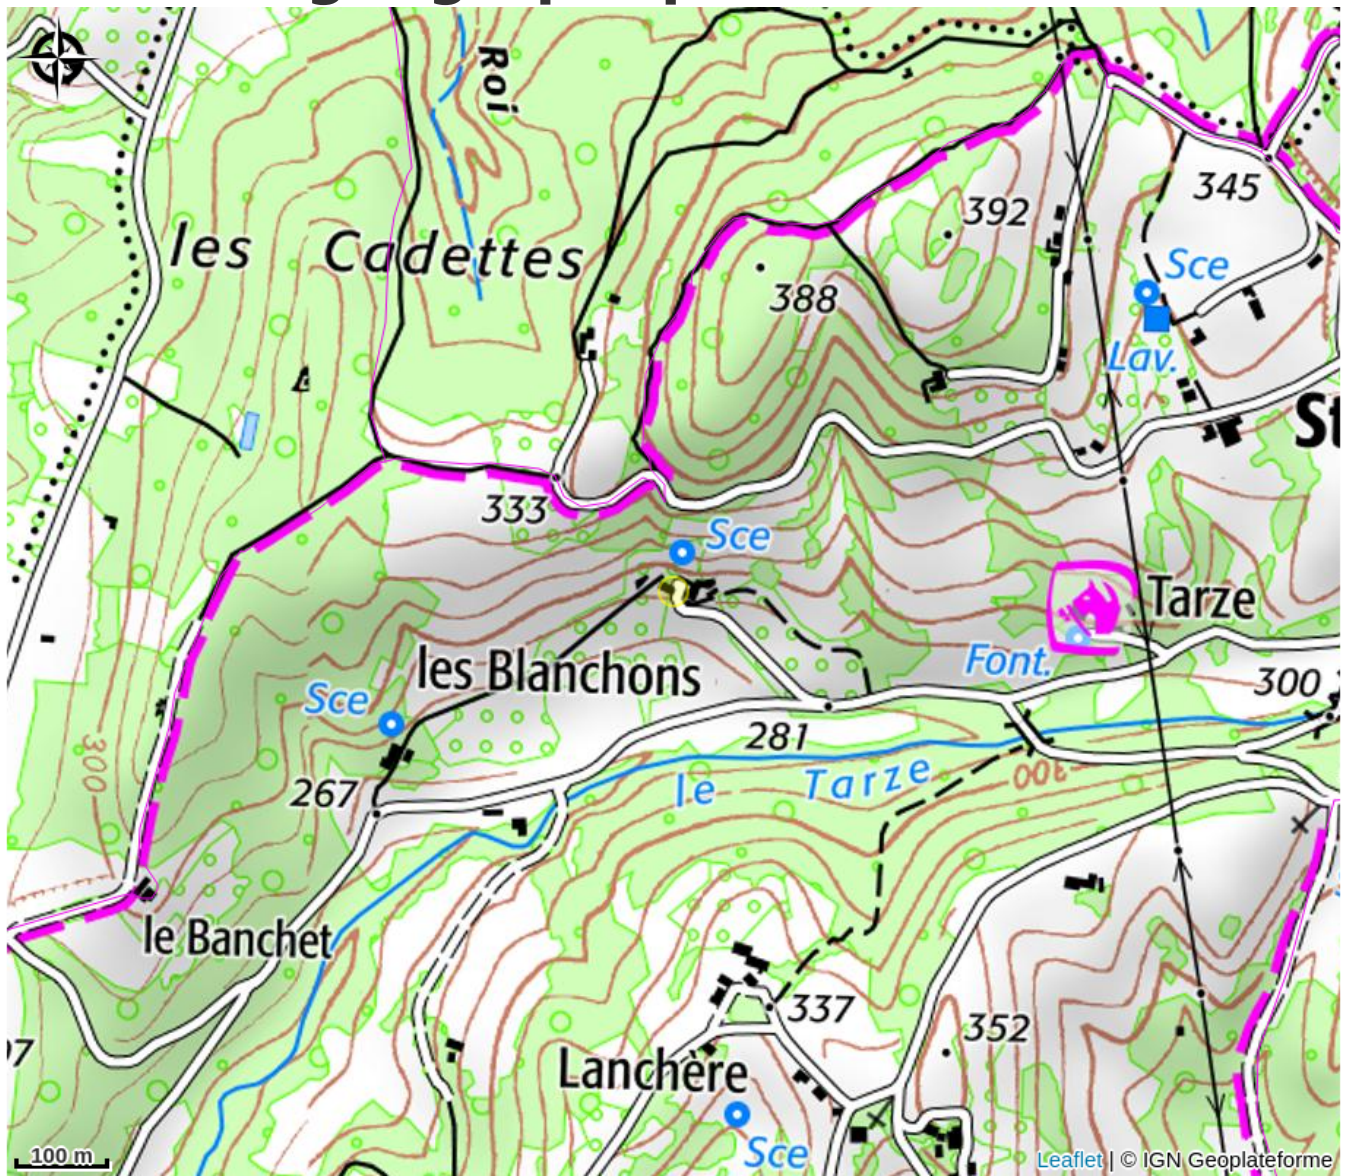 Roi
les Cadettes
392
345
Sce
388
Lav.
St
333
Sce
Tarze
Font.
les Blanchons
300
Sce
281
300
267
le Tarze
300
le Banchet
337
352
Lanchère
Sce
100 m
Leaflet | © IGN Geoplateforme